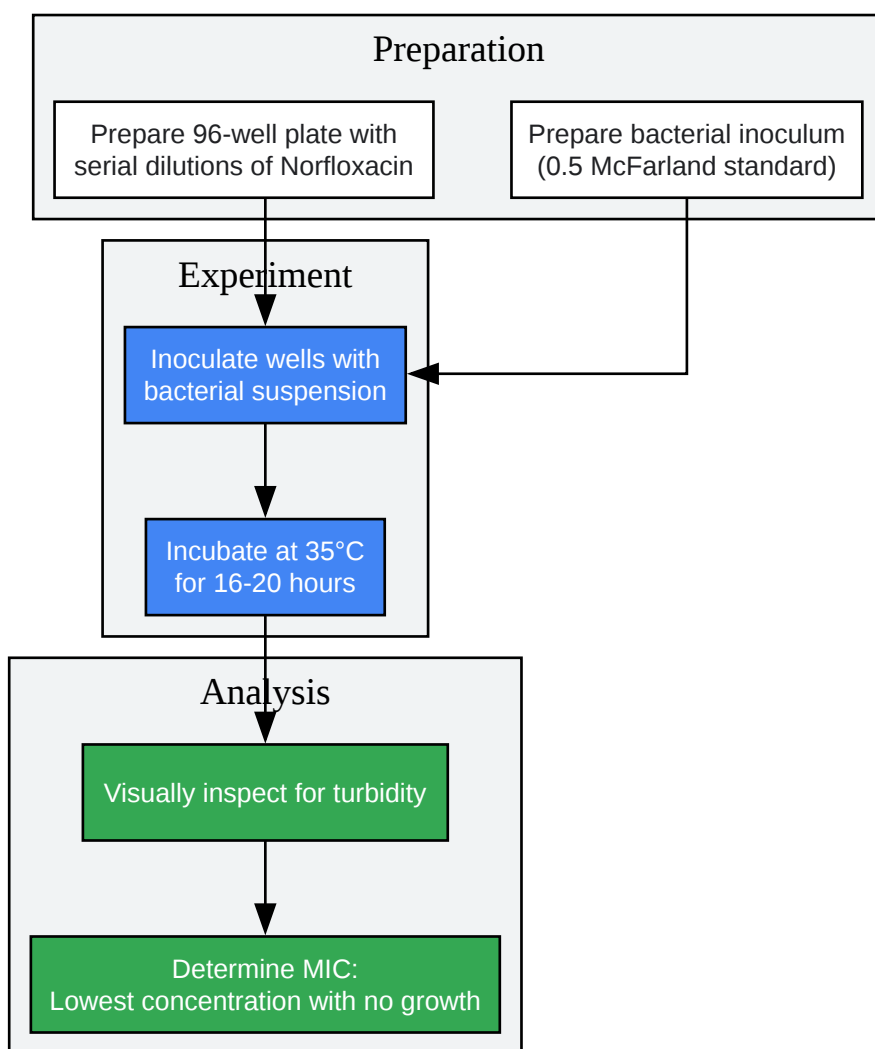 Preparation
Prepare 96-well plate with
serial dilutions of Norfloxacin
Prepare bacterial inoculum
(0.5 McFarland standard)
Experiment
Inoculate wells with
bacterial suspension
Incubate at 35°C
for 16-20 hours
Analysis
Visually inspect for turbidity
Determine MIC:
Lowest concentration with no growth